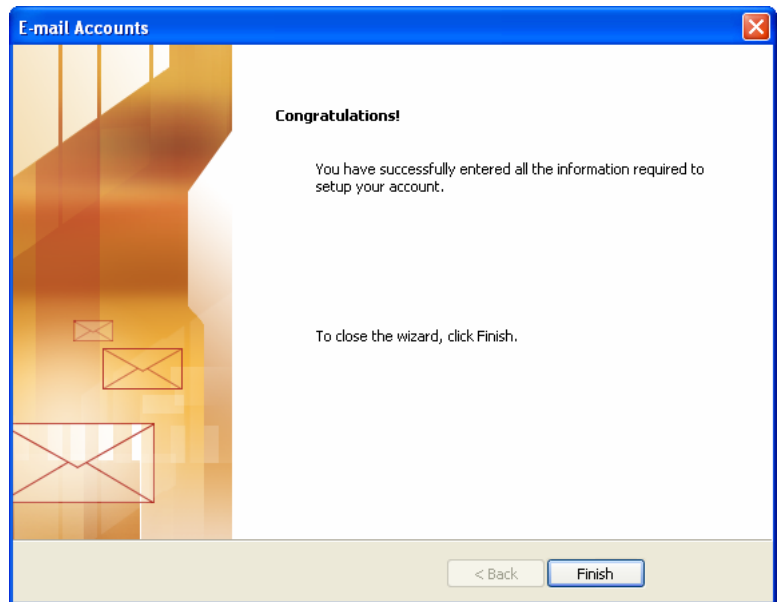 E-mail Accounts
Congratulations!
You have successfully entered all the information required to
setup your account.
To close the wizard, click Finish.
< Back
Finish